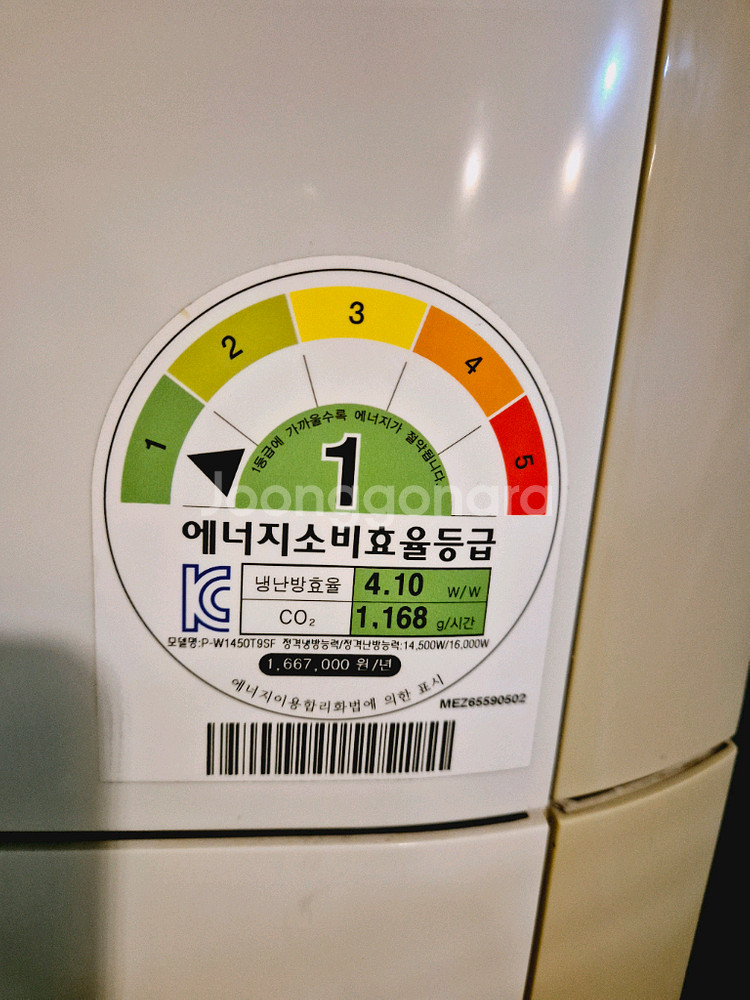 1 2 3 4 5
1등급에 가까울수록 에너지가 절약됩니다.
1
Joonggonara
에너지소비효율등급
냉난방효율 4.10 W/W
CO₂ 1,168 g/시간
모델명:P-W1450T9SF 정격냉방능력/정격난방능력:14,500W/16,000W
1,667,000 원/년
에너지이용합리화법에 의한 표시
MEZ65590502